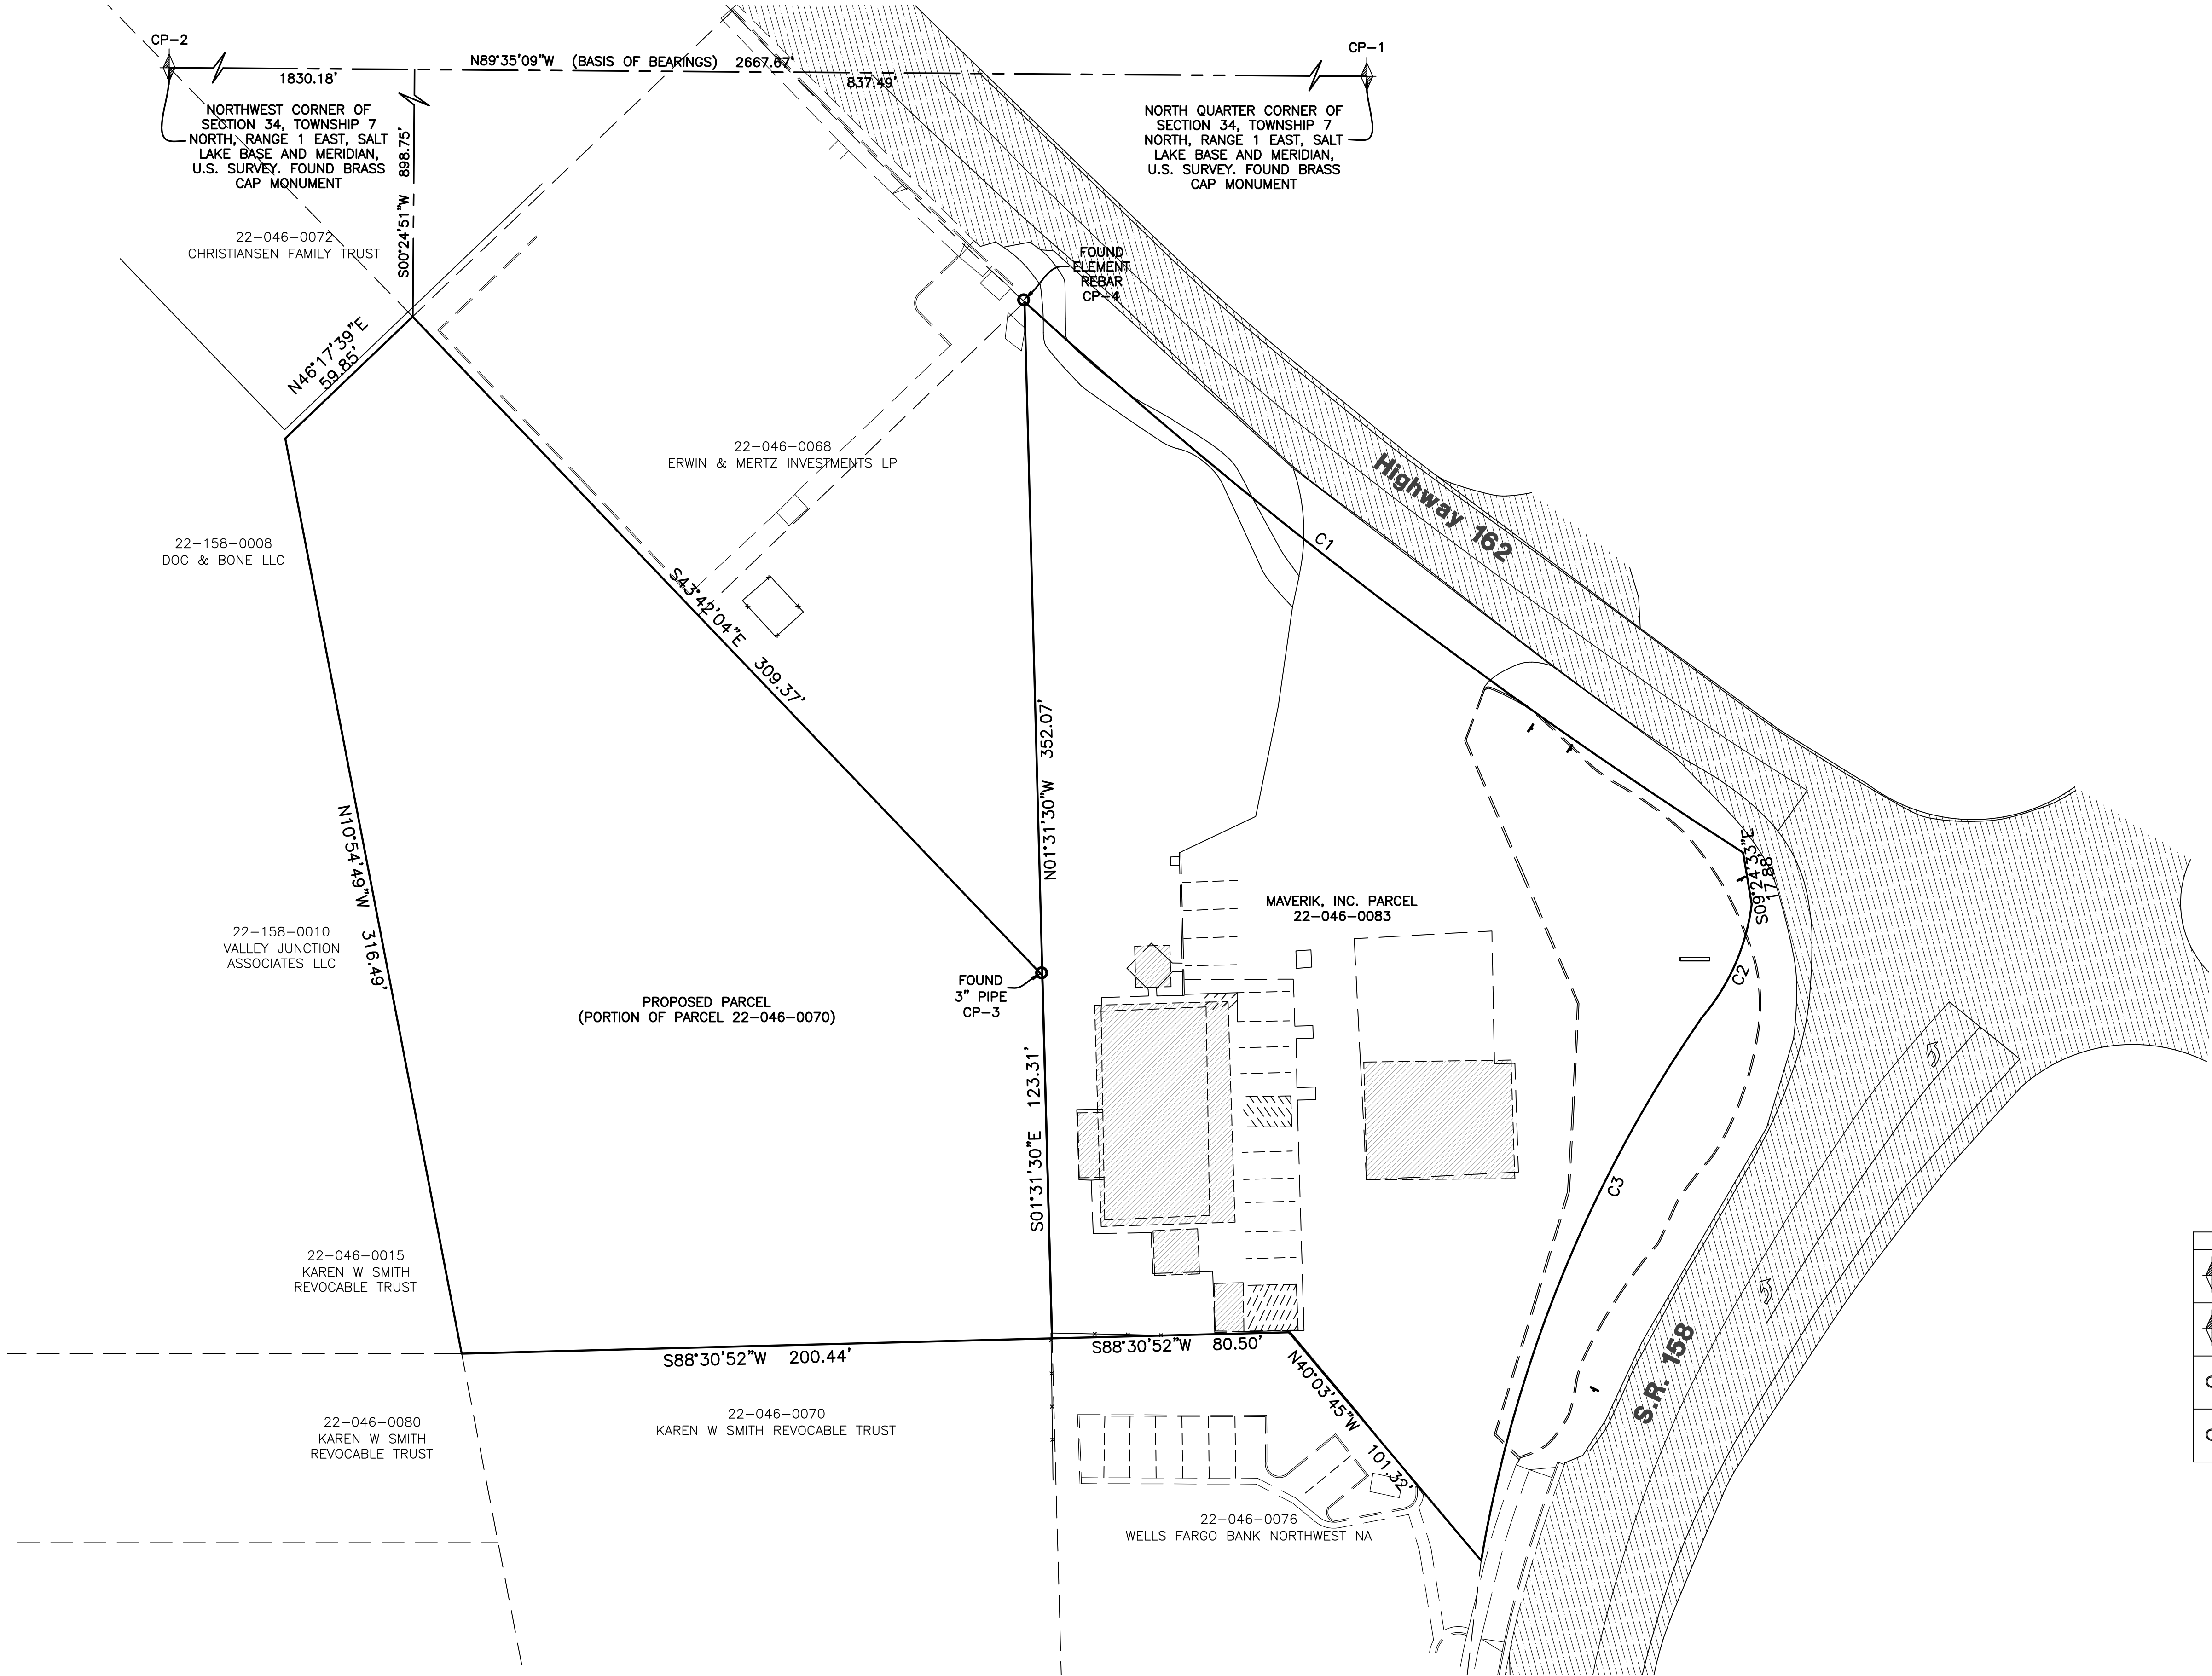 CP-2
CP-1
N89°35'09"W (BASIS OF BEARINGS) 2667.67'
1830.18'
837.49'
NORTHWEST CORNER OF
SECTION 34, TOWNSHIP 7
NORTH, RANGE 1 EAST, SALT
LAKE BASE AND MERIDIAN,
U.S. SURVEY. FOUND BRASS
CAP MONUMENT
NORTH QUARTER CORNER OF
SECTION 34, TOWNSHIP 7
NORTH, RANGE 1 EAST, SALT
LAKE BASE AND MERIDIAN,
U.S. SURVEY. FOUND BRASS
CAP MONUMENT
S00°24'51"W 898.75'
22-046-0072
CHRISTIANSEN FAMILY TRUST
FOUND
ELEMENT
REBAR
CP-4
N46°17'39"E
59.85'
22-046-0068
ERWIN & MERTZ INVESTMENTS LP
Highway 162
C1
22-158-0008
DOG & BONE LLC
S43°42'04"E 309.37'
N01°31'30"W 352.07'
N10°54'49"W 316.49'
S09°24'33"E
17.88'
MAVERIK, INC. PARCEL
22-046-0083
22-158-0010
VALLEY JUNCTION
ASSOCIATES LLC
C2
FOUND
3" PIPE
CP-3
PROPOSED PARCEL
(PORTION OF PARCEL 22-046-0070)
S01°31'30"E 123.31'
C3
22-046-0015
KAREN W SMITH
REVOCABLE TRUST
S88°30'52"W 200.44'
S88°30'52"W 80.50'
N40°03'45"W 101.32'
S.R. 158
22-046-0080
KAREN W SMITH
REVOCABLE TRUST
22-046-0070
KAREN W SMITH REVOCABLE TRUST
22-046-0076
WELLS FARGO BANK NORTHWEST NA